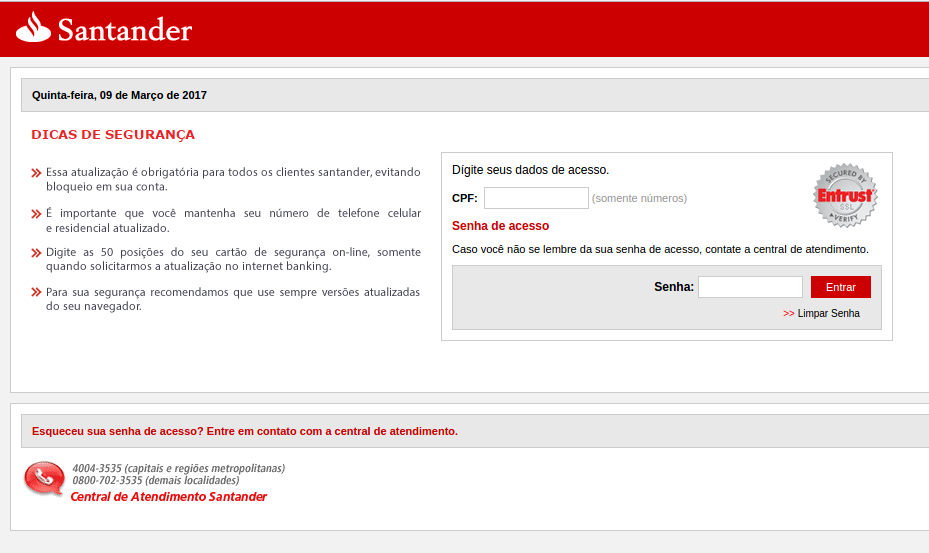 Santander
Quinta-feira, 09 de Março de 2017
DICAS DE SEGURANÇA
Essa atualização é obrigatória para todos os clientes santander, evitando
bloqueio em sua conta.
É importante que você mantenha seu número de telefone celular
e residencial atualizado.
Digite as 50 posições do seu cartão de segurança on-line, somente
quando solicitarmos a atualização no internet banking.
Para sua segurança recomendamos que use sempre versões atualizadas
do seu navegador.
Dígite seus dados de acesso.
CPF: (somente números)
SECURED BY
Entrust
SSL
VERIFY
Senha de acesso
Caso você não se lembre da sua senha de acesso, contate a central de atendimento.
Senha: Entrar
>> Limpar Senha
Esqueceu sua senha de acesso? Entre em contato com a central de atendimento.
4004-3535 (capitais e regiões metropolitanas)
0800-702-3535 (demais localidades)
Central de Atendimento Santander